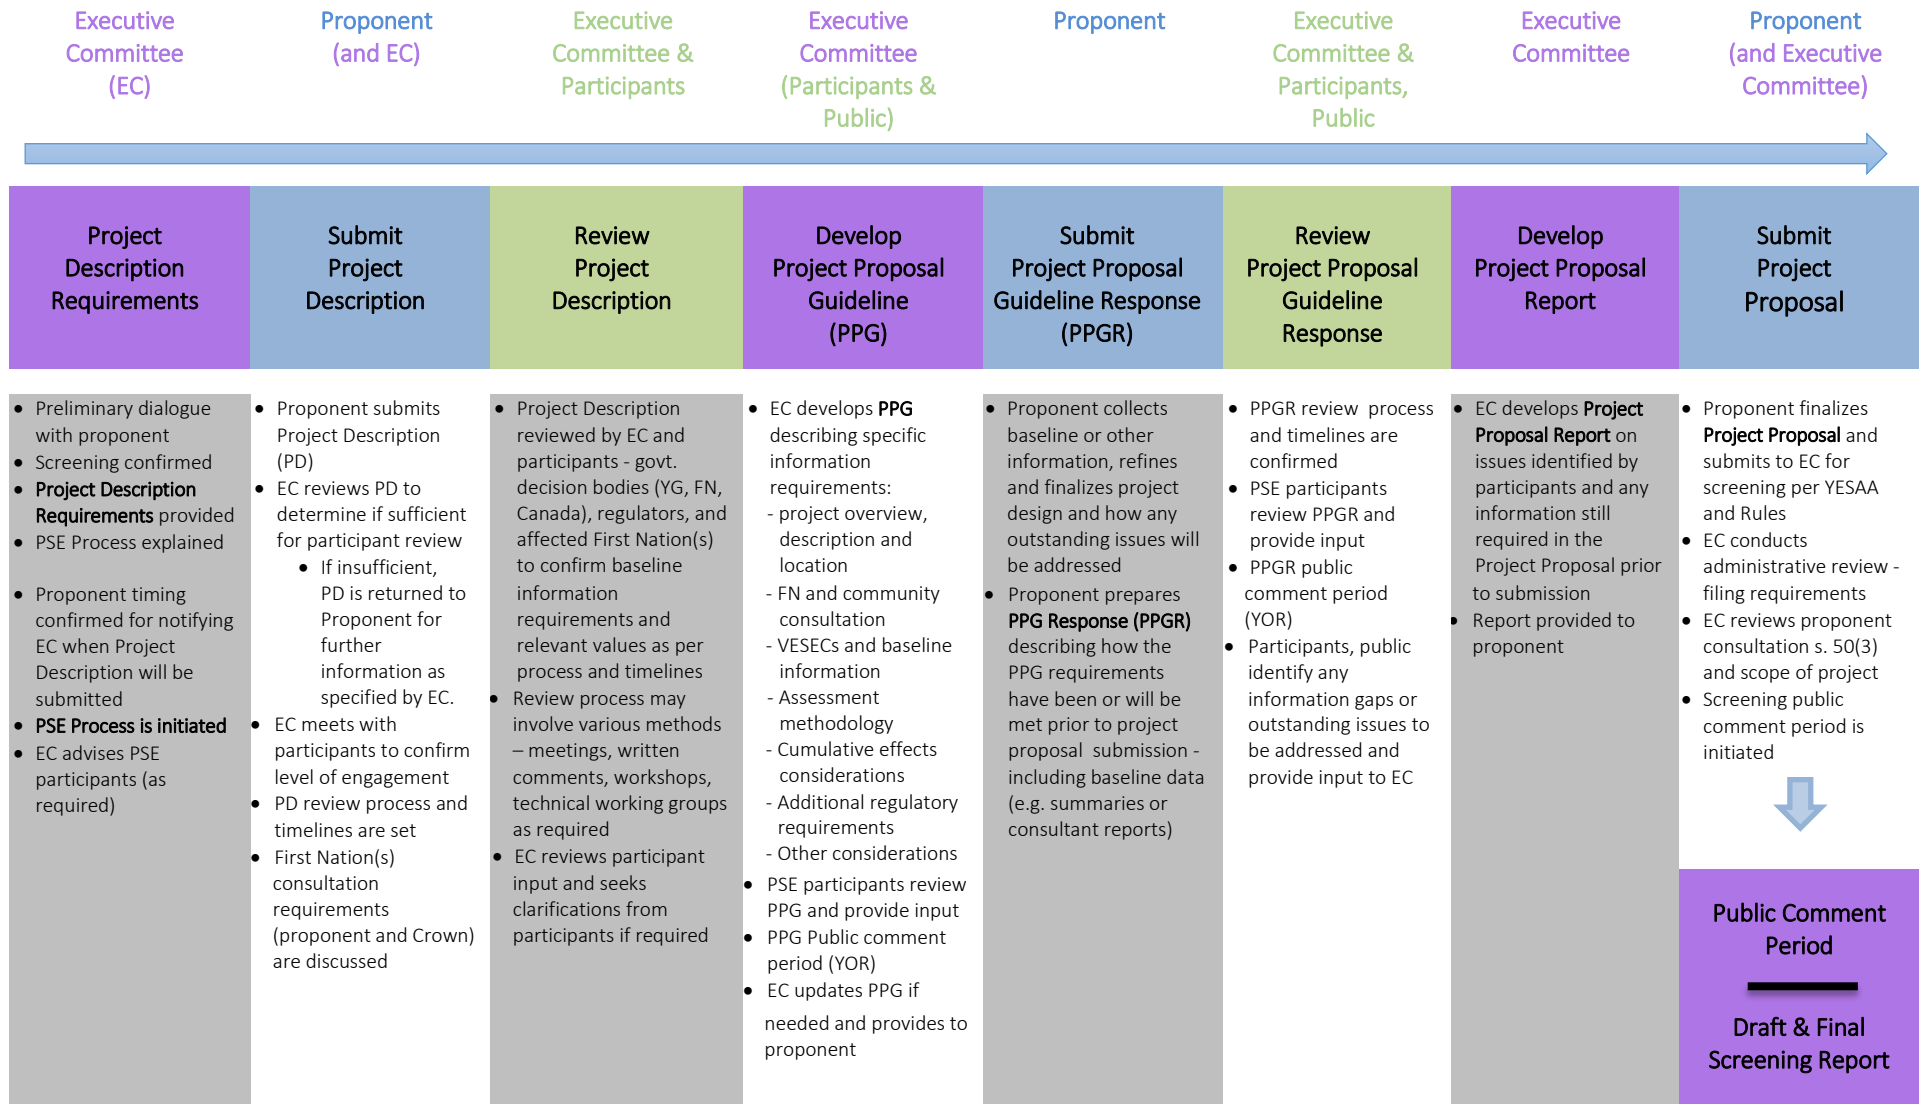 Executive
Committee
(EC)
Proponent
(and EC)
Executive
Committee &
Participants
Executive
Committee
(Participants &
Public)
Proponent
Executive
Committee &
Participants,
Public
Executive
Committee
Proponent
(and Executive
Committee)
Project
Description
Requirements
Submit
Project
Description
Review
Project
Description
Develop
Project Proposal
Guideline
(PPG)
Submit
Project Proposal
Guideline Response
(PPGR)
Review
Project Proposal
Guideline
Response
Develop
Project Proposal
Report
Submit
Project
Proposal
• Preliminary dialogue
with proponent
• Screening confirmed
• Project Description
Requirements provided
• PSE Process explained
• Proponent timing
confirmed for notifying
EC when Project
Description will be
submitted
• PSE Process is initiated
• EC advises PSE
participants (as
required)
• Proponent submits
Project Description
(PD)
• EC reviews PD to
determine if sufficient
for participant review
• If insufficient,
PD is returned to
Proponent for
further
information as
specified by EC.
• EC meets with
participants to confirm
level of engagement
• PD review process and
timelines are set
• First Nation(s)
consultation
requirements
(proponent and Crown)
are discussed
• Project Description
reviewed by EC and
participants - govt.
decision bodies (YG, FN,
Canada), regulators, and
affected First Nation(s)
to confirm baseline
information
requirements and
relevant values as per
process and timelines
• Review process may
involve various methods
– meetings, written
comments, workshops,
technical working groups
as required
• EC reviews participant
input and seeks
clarifications from
participants if required
• EC develops PPG
describing specific
information
requirements:
- project overview,
description and
location
- FN and community
consultation
- VESECs and baseline
information
- Assessment
methodology
- Cumulative effects
considerations
- Additional regulatory
requirements
- Other considerations
• PSE participants review
PPG and provide input
• PPG Public comment
period (YOR)
• EC updates PPG if
needed and provides to
proponent
• Proponent collects
baseline or other
information, refines
and finalizes project
design and how any
outstanding issues will
be addressed
• Proponent prepares
PPG Response (PPGR)
describing how the
PPG requirements
have been or will be
met prior to project
proposal submission -
including baseline data
(e.g. summaries or
consultant reports)
• PPGR review process
and timelines are
confirmed
• PSE participants
review PPGR and
provide input
• PPGR public
comment period
(YOR)
• Participants, public
identify any
information gaps or
outstanding issues to
be addressed and
provide input to EC
• EC develops Project
Proposal Report on
issues identified by
participants and any
information still
required in the
Project Proposal prior
to submission
• Report provided to
proponent
• Proponent finalizes
Project Proposal and
submits to EC for
screening per YESAA
and Rules
• EC conducts
administrative review -
filing requirements
• EC reviews proponent
consultation s. 50(3)
and scope of project
• Screening public
comment period is
initiated
Public Comment
Period
Draft & Final
Screening Report